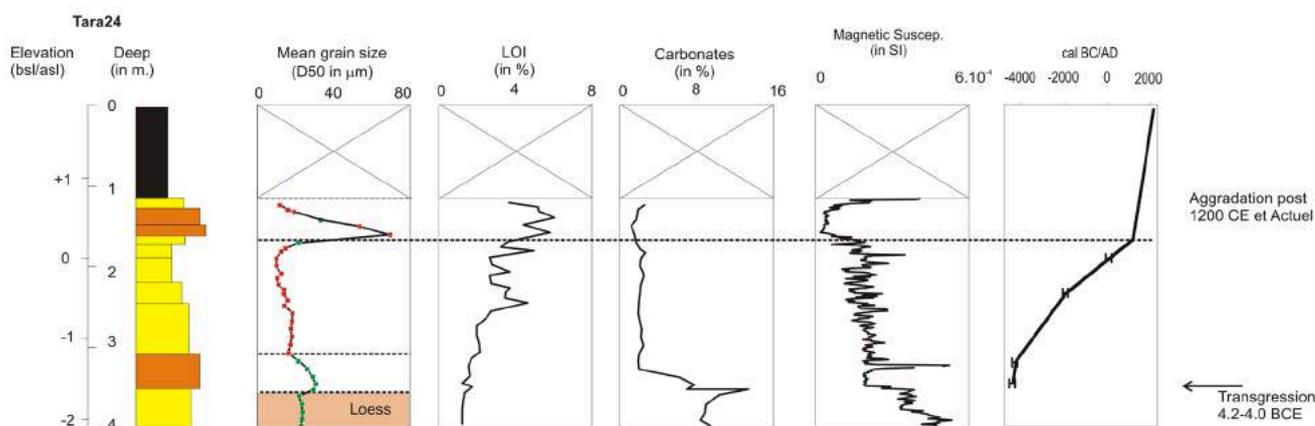 Tara24
Elevation
(bsl/asl)
Deep
(in m.)
Mean grain size
(D50 in μm)
LOI
(in %)
Carbonates
(in %)
Magnetic Suscep.
(in SI)
cal BC/AD
0 40 80
0 4 8
0 8 16
0 6.10⁻⁴
-4000 -2000 0 2000
0
+1
1
0
2
-1
3
-2
4
Loess
Aggradation post
1200 CE et Actuel
Transgression
4.2-4.0 BCE